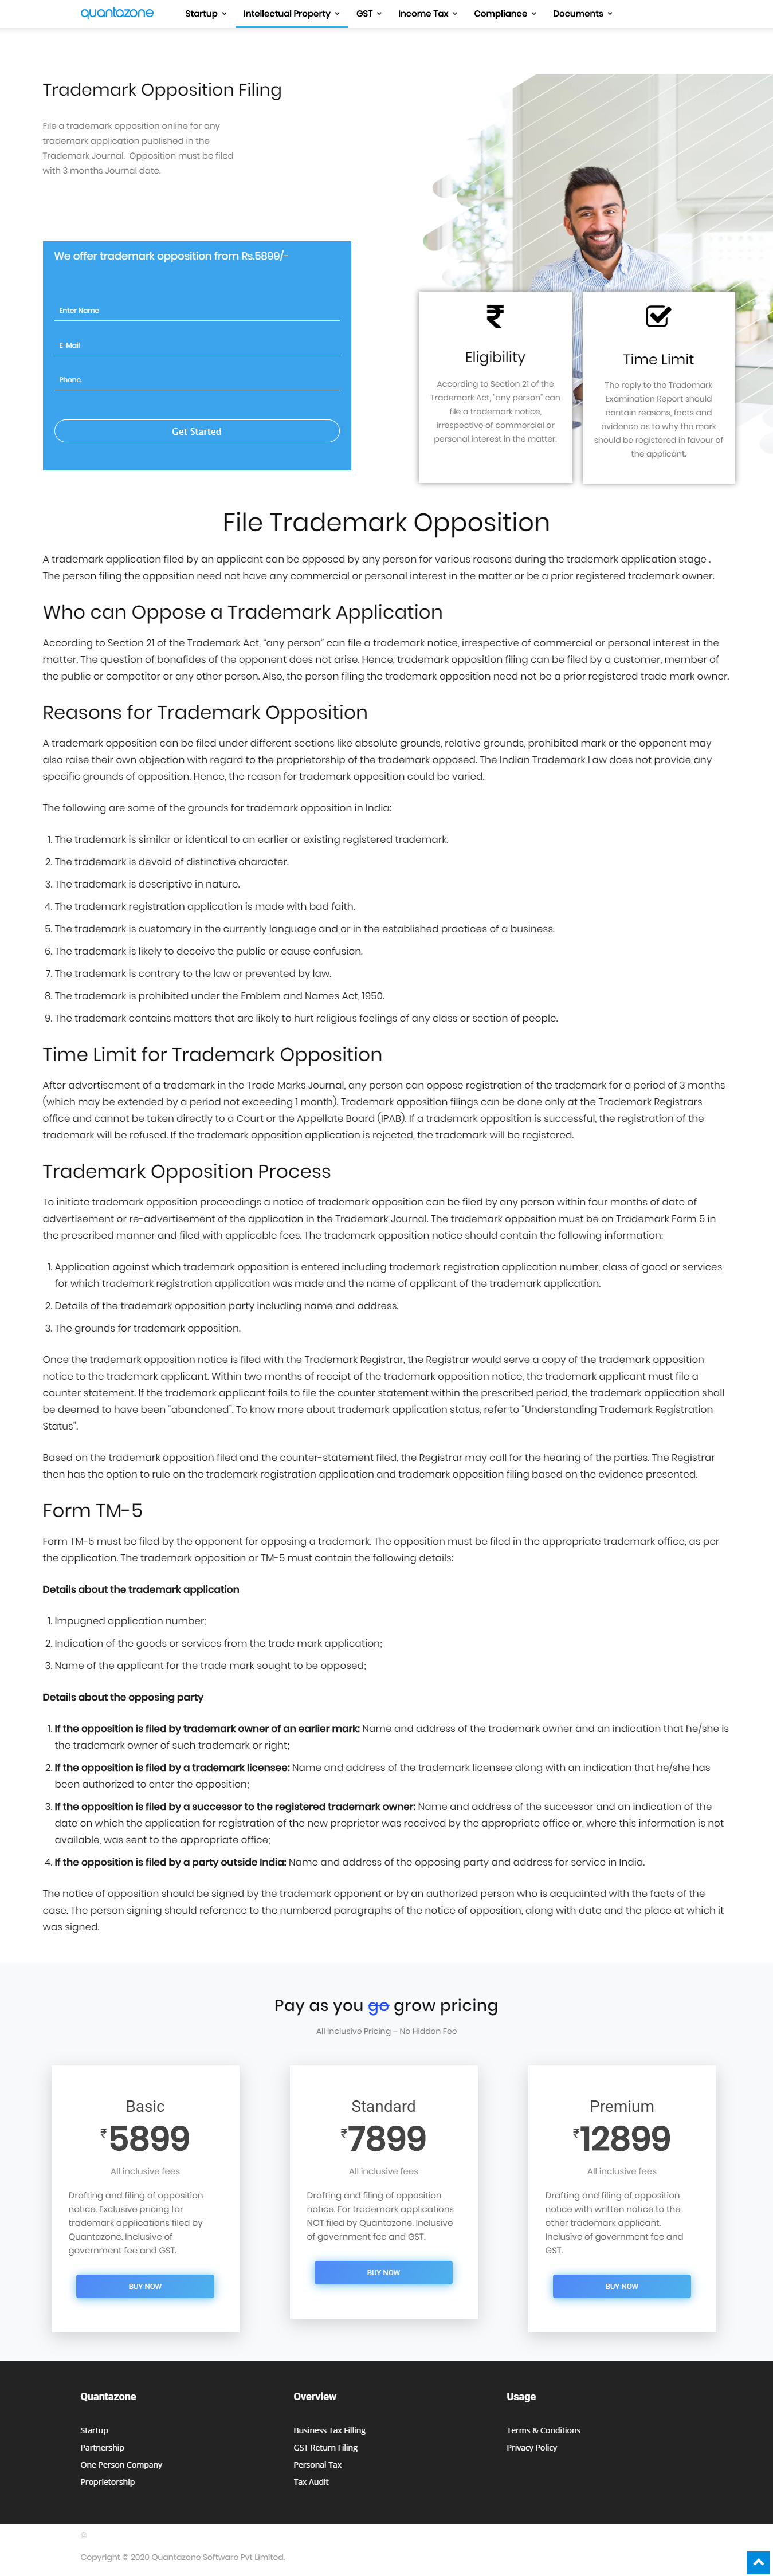 quantazone
Startup
Intellectual Property
GST
Income Tax
Compliance
Documents
Trademark Opposition Filing
File a trademark opposition online for any
trademark application published in the
Trademark Journal. Opposition must be filed
with 3 months Journal date.
We offer trademark opposition from Rs.5899/-
Enter Name
E-Mail
Phone.
Get Started
Eligibility
According to Section 21 of the
Trademark Act, "any person" can
file a trademark notice,
irrespective of commercial or
personal interest in the matter.
Time Limit
The reply to the Trademark
Examination Report should
contain reasons, facts and
evidence as to why the mark
should be registered in favour of
the applicant.
File Trademark Opposition
A trademark application filed by an applicant can be opposed by any person for various reasons during the trademark application stage .
The person filing the opposition need not have any commercial or personal interest in the matter or be a prior registered trademark owner.
Who can Oppose a Trademark Application
According to Section 21 of the Trademark Act, "any person" can file a trademark notice, irrespective of commercial or personal interest in the
matter. The question of bonafides of the opponent does not arise. Hence, trademark opposition filing can be filed by a customer, member of
the public or competitor or any other person. Also, the person filing the trademark opposition need not be a prior registered trade mark owner.
Reasons for Trademark Opposition
A trademark opposition can be filed under different sections like absolute grounds, relative grounds, prohibited mark or the opponent may
also raise their own objection with regard to the proprietorship of the trademark opposed. The Indian Trademark Law does not provide any
specific grounds of opposition. Hence, the reason for trademark opposition could be varied.
The following are some of the grounds for trademark opposition in India:
1. The trademark is similar or identical to an earlier or existing registered trademark.
2. The trademark is devoid of distinctive character.
3. The trademark is descriptive in nature.
4. The trademark registration application is made with bad faith.
5. The trademark is customary in the currently language and or in the established practices of a business.
6. The trademark is likely to deceive the public or cause confusion.
7. The trademark is contrary to the law or prevented by law.
8. The trademark is prohibited under the Emblem and Names Act, 1950.
9. The trademark contains matters that are likely to hurt religious feelings of any class or section of people.
Time Limit for Trademark Opposition
After advertisement of a trademark in the Trade Marks Journal, any person can oppose registration of the trademark for a period of 3 months
(which may be extended by a period not exceeding 1 month). Trademark opposition filings can be done only at the Trademark Registrars
office and cannot be taken directly to a Court or the Appellate Board (IPAB). If a trademark opposition is successful, the registration of the
trademark will be refused. If the trademark opposition application is rejected, the trademark will be registered.
Trademark Opposition Process
To initiate trademark opposition proceedings a notice of trademark opposition can be filed by any person within four months of date of
advertisement or re-advertisement of the application in the Trademark Journal. The trademark opposition must be on Trademark Form 5 in
the prescribed manner and filed with applicable fees. The trademark opposition notice should contain the following information:
1. Application against which trademark opposition is entered including trademark registration application number, class of good or services
for which trademark registration application was made and the name of applicant of the trademark application.
2. Details of the trademark opposition party including name and address.
3. The grounds for trademark opposition.
Once the trademark opposition notice is filed with the Trademark Registrar, the Registrar would serve a copy of the trademark opposition
notice to the trademark applicant. Within two months of receipt of the trademark opposition notice, the trademark applicant must file a
counter statement. If the trademark applicant fails to file the counter statement within the prescribed period, the trademark application shall
be deemed to have been "abandoned". To know more about trademark application status, refer to "Understanding Trademark Registration
Status".
Based on the trademark opposition filed and the counter-statement filed, the Registrar may call for the hearing of the parties. The Registrar
then has the option to rule on the trademark registration application and trademark opposition filing based on the evidence presented.
Form TM-5
Form TM-5 must be filed by the opponent for opposing a trademark. The opposition must be filed in the appropriate trademark office, as per
the application. The trademark opposition or TM-5 must contain the following details:
Details about the trademark application
1. Impugned application number;
2. Indication of the goods or services from the trade mark application;
3. Name of the applicant for the trade mark sought to be opposed;
Details about the opposing party
1. If the opposition is filed by trademark owner of an earlier mark: Name and address of the trademark owner and an indication that he/she is
the trademark owner of such trademark or right;
2. If the opposition is filed by a trademark licensee: Name and address of the trademark licensee along with an indication that he/she has
been authorized to enter the opposition;
3. If the opposition is filed by a successor to the registered trademark owner: Name and address of the successor and an indication of the
date on which the application for registration of the new proprietor was received by the appropriate office or, where this information is not
available, was sent to the appropriate office;
4. If the opposition is filed by a party outside India: Name and address of the opposing party and address for service in India.
The notice of opposition should be signed by the trademark opponent or by an authorized person who is acquainted with the facts of the
case. The person signing should reference to the numbered paragraphs of the notice of opposition, along with date and the place at which it
was signed.
Pay as you go grow pricing
All Inclusive Pricing – No Hidden Fee
Basic
₹5899
All inclusive fees
Drafting and filing of opposition
notice. Exclusive pricing for
trademark applications filed by
Quantazone. Inclusive of
government fee and GST.
BUY NOW
Standard
₹7899
All inclusive fees
Drafting and filing of opposition
notice. For trademark applications
NOT filed by Quantazone. Inclusive
of government fee and GST.
BUY NOW
Premium
₹12899
All inclusive fees
Drafting and filing of opposition
notice with written notice to the
other trademark applicant.
Inclusive of government fee and
GST.
BUY NOW
Quantazone
Startup
Partnership
One Person Company
Proprietorship
Overview
Business Tax Filling
GST Return Filing
Personal Tax
Tax Audit
Usage
Terms & Conditions
Privacy Policy
©
Copyright © 2020 Quantazone Software Pvt Limited.